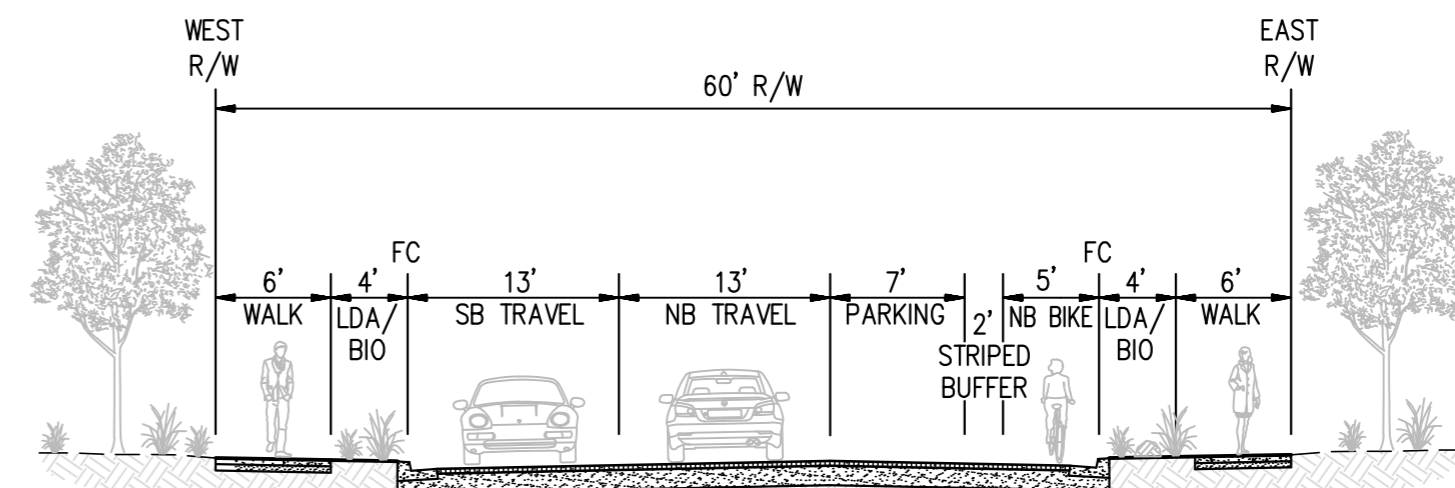 WEST
R/W
EAST
R/W
60' R/W
FC
FC
6'
4'
13'
13'
7'
5'
4'
6'
WALK
LDA/
BIO
SB TRAVEL
NB TRAVEL
PARKING
2'
STRIPED
BUFFER
NB BIKE
LDA/
BIO
WALK